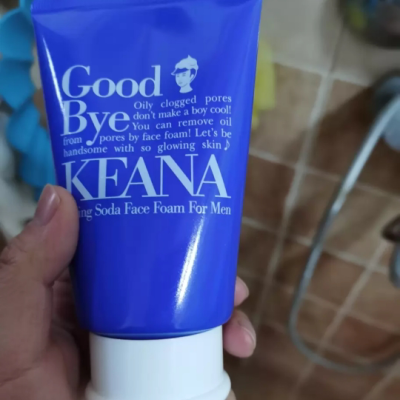 Good
Bye
Oily clogged pores
don't make a boy cool!
You can remove oil
from pores by face foam! Let's be
handsome with so glowing skin♪
KEANA
ing Soda Face Foam For Men